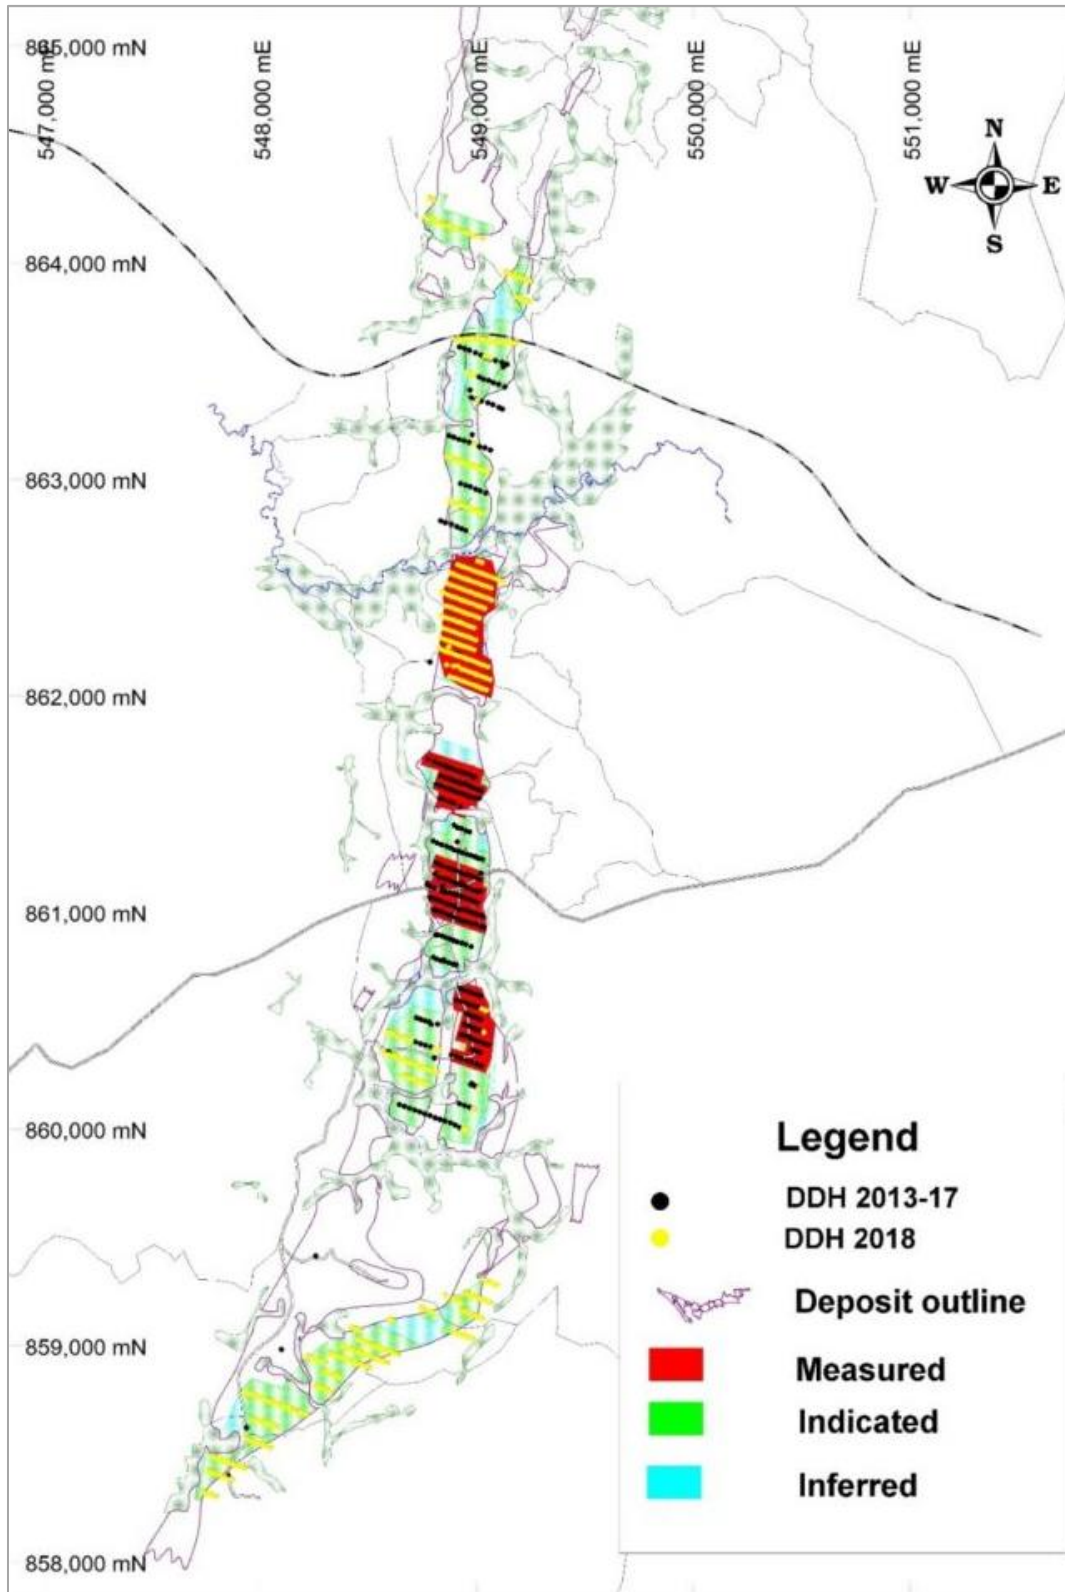 865,000 mN
547,000 mE
548,000 mE
549,000 mE
550,000 mE
551,000 mE
N
W
E
S
864,000 mN
863,000 mN
862,000 mN
861,000 mN
860,000 mN
859,000 mN
858,000 mN
Legend
DDH 2013-17
DDH 2018
Deposit outline
Measured
Indicated
Inferred